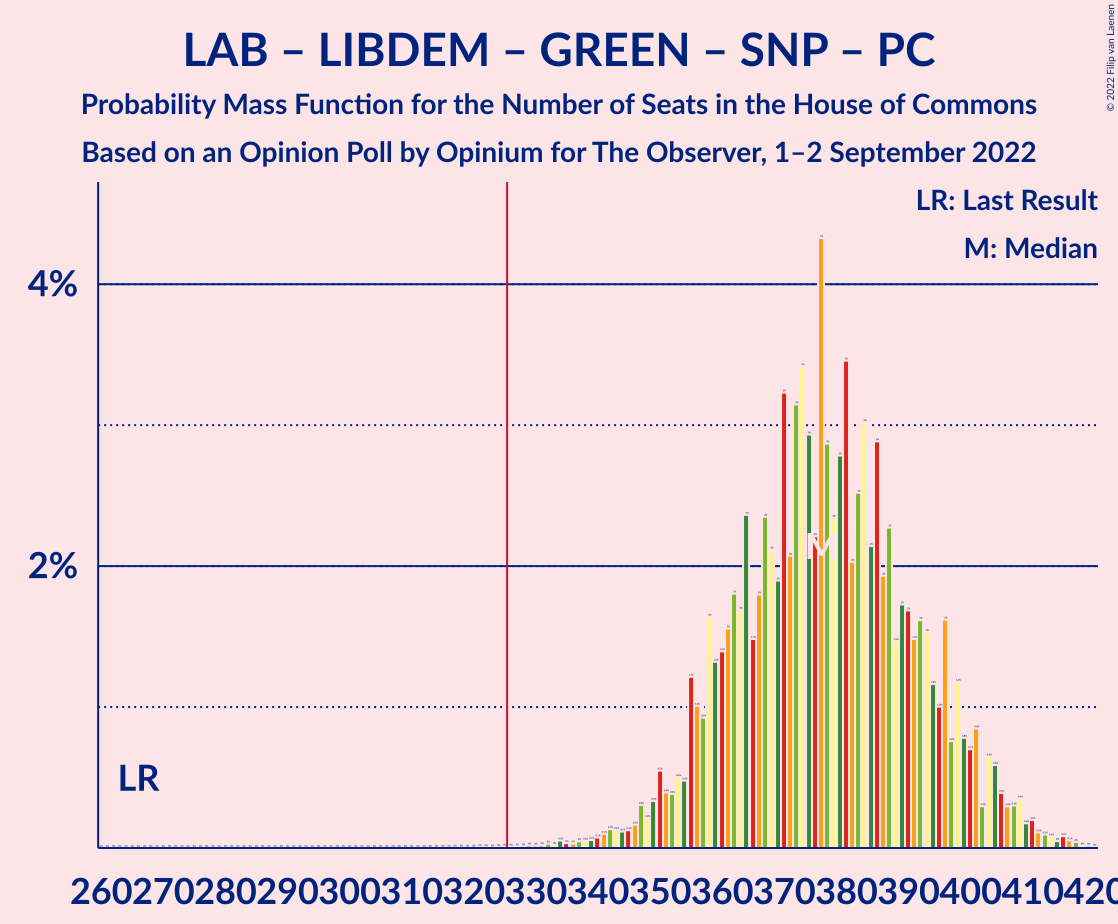 LAB – LIBDEM – GREEN – SNP – PC
Probability Mass Function for the Number of Seats in the House of Commons
Based on an Opinion Poll by Opinium for The Observer, 1–2 September 2022
© 2022 Filip van Laenen
LR: Last Result
M: Median
4%
2%
M
LR
260270280290300310320330340350360370380390400410420